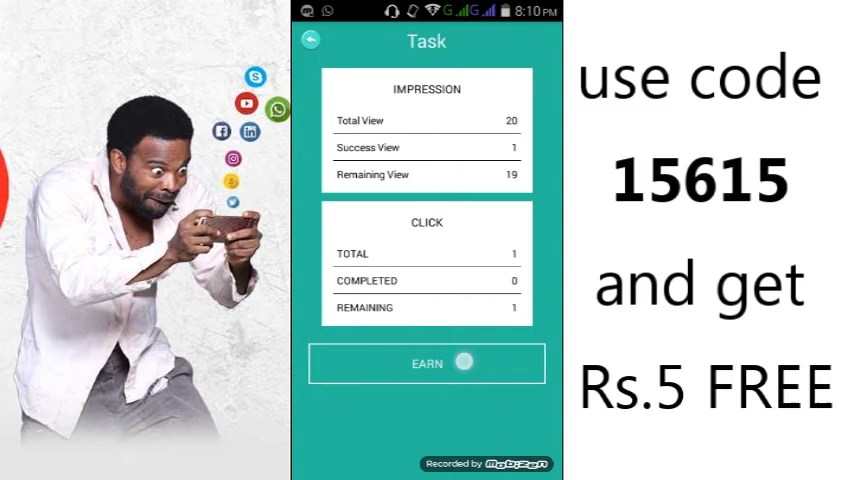 G G 8:10 PM
Task
IMPRESSION
Total View 20
Success View 1
Remaining View 19
CLICK
TOTAL 1
COMPLETED 0
REMAINING 1
EARN
Recorded by mobizen
use code
15615
and get
Rs.5 FREE